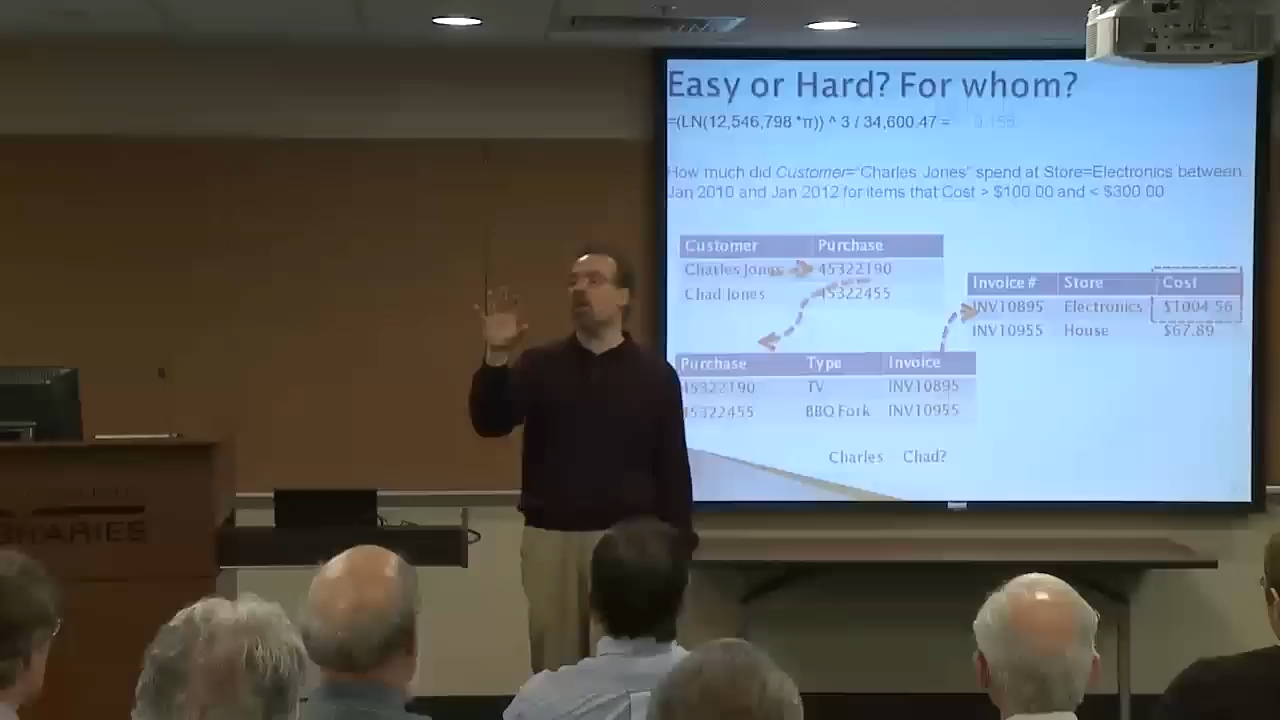 Easy or Hard? For whom?
=(LN(12,546,798 *π)) ^ 3 / 34,600.47 = 0.155
How much did Customer="Charles Jones" spend at Store=Electronics between
Jan 2010 and Jan 2012 for items that Cost > $100.00 and < $300.00
Customer Purchase
Charles Jones 45322190
Chad Jones 45322455
Invoice # Store Cost
INV10895 Electronics $1004.56
INV10955 House $67.89
Purchase Type Invoice
45322190 TV INV10895
45322455 BBQ Fork INV10955
Charles Chad?